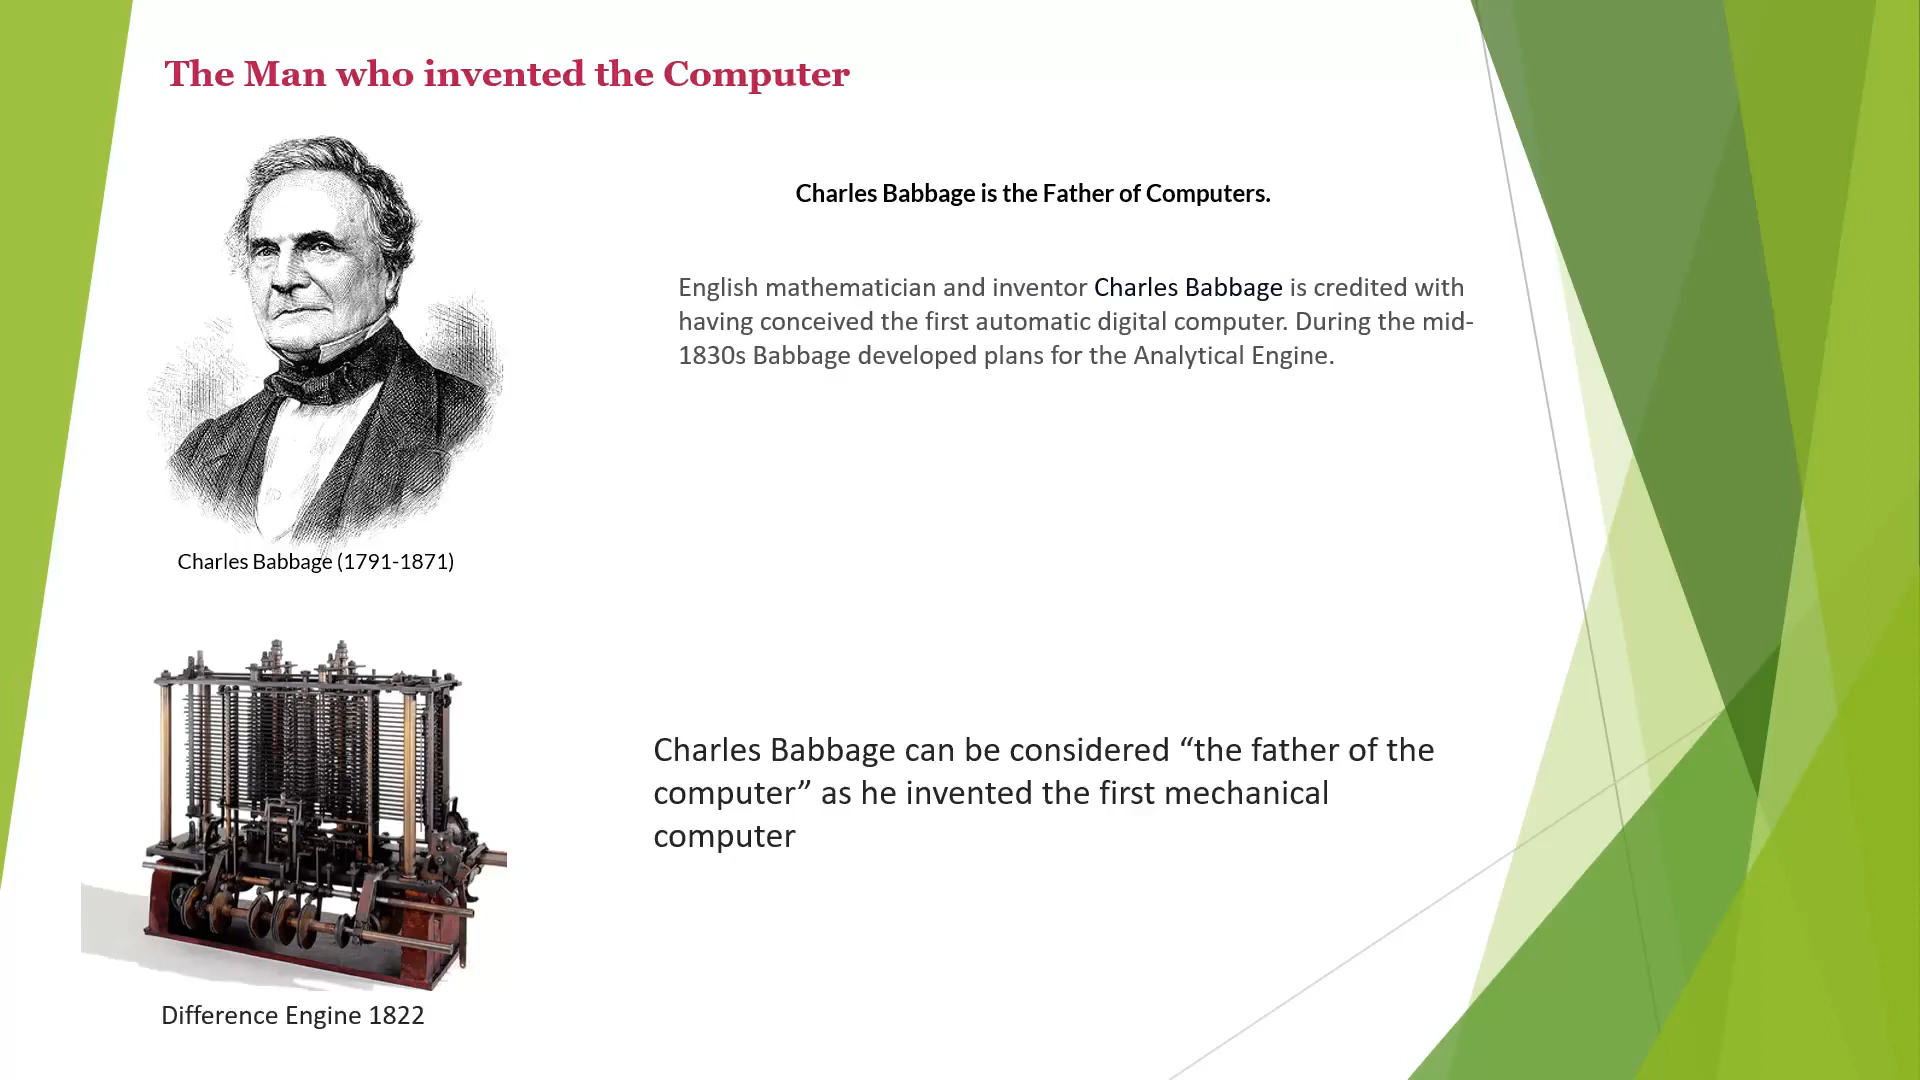 The Man who invented the Computer
Charles Babbage is the Father of Computers.
English mathematician and inventor Charles Babbage is credited with
having conceived the first automatic digital computer. During the mid-
1830s Babbage developed plans for the Analytical Engine.
Charles Babbage (1791-1871)
Charles Babbage can be considered “the father of the
computer” as he invented the first mechanical
computer
Difference Engine 1822